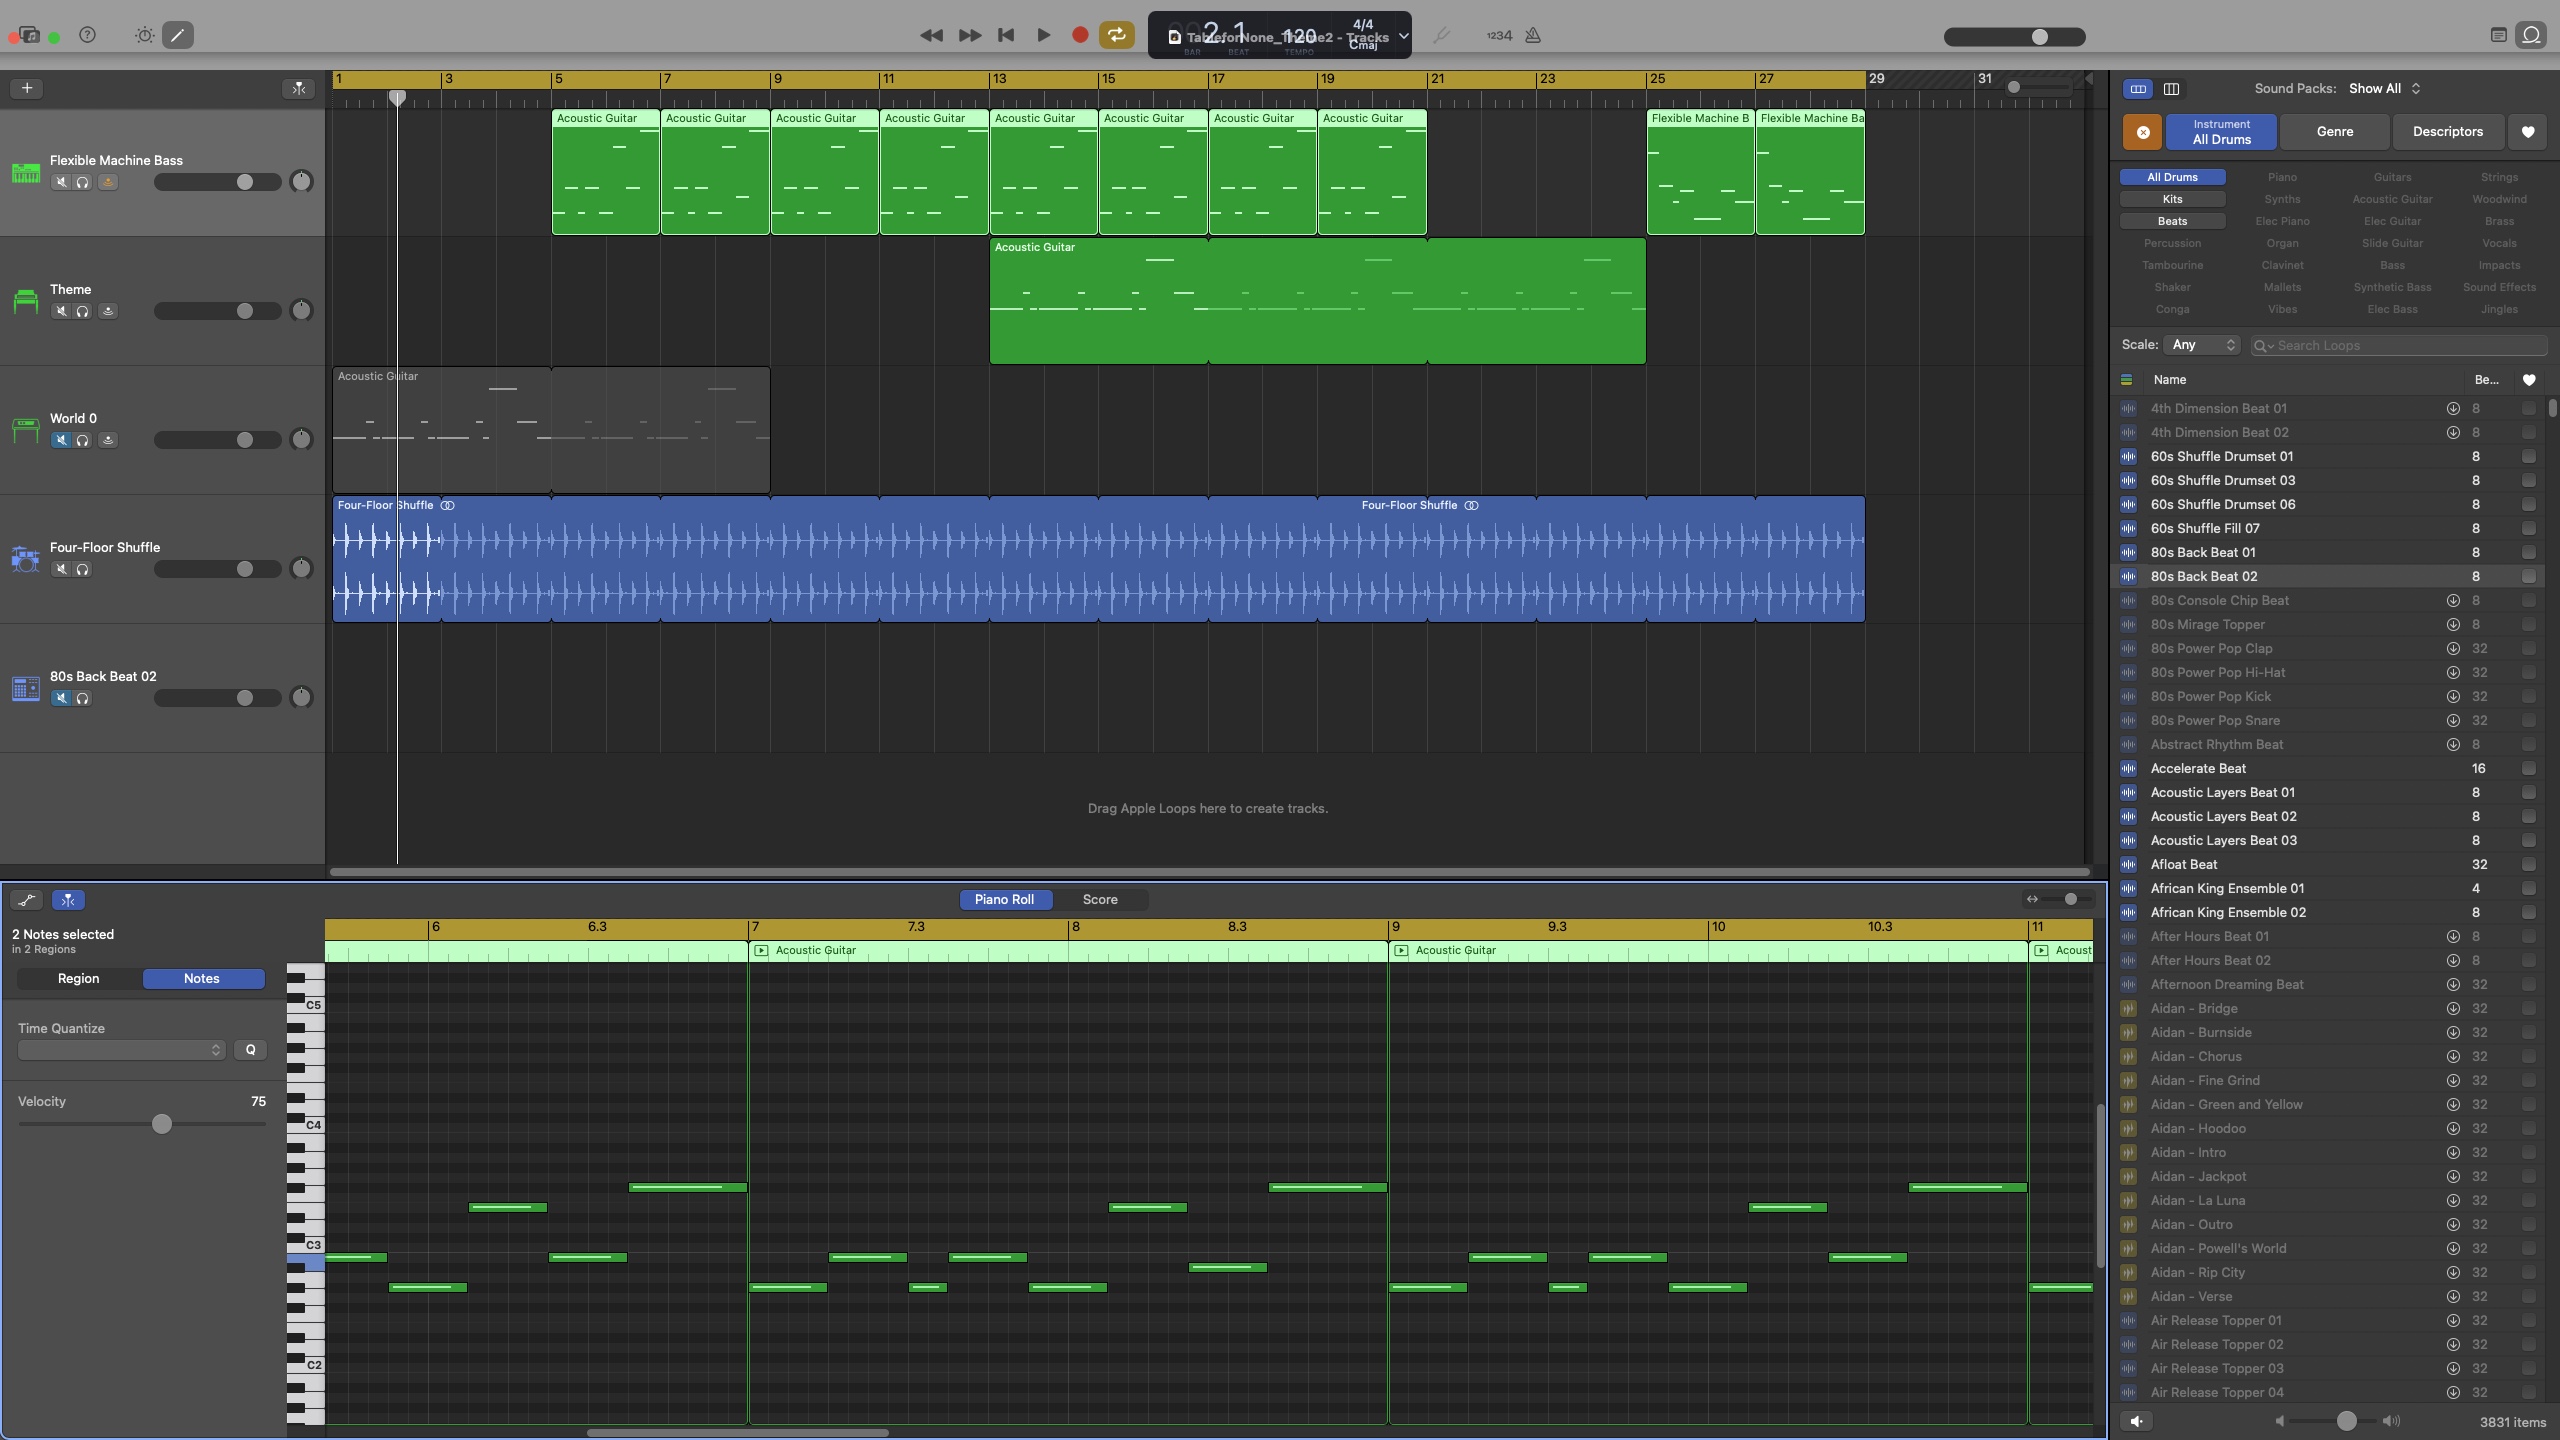 2.1
120
4/4
Cmaj
TableforNone_Theme2 - Tracks
BAR BEAT TEMPO
1234
1 3 5 7 9 11 13 15 17 19 21 23 25 27 29 31
Acoustic Guitar Acoustic Guitar Acoustic Guitar Acoustic Guitar Acoustic Guitar Acoustic Guitar Acoustic Guitar Acoustic Guitar Flexible Machine B Flexible Machine Ba
Flexible Machine Bass
Acoustic Guitar
Theme
Acoustic Guitar
World 0
Four-Floor Shuffle Four-Floor Shuffle
Four-Floor Shuffle
80s Back Beat 02
Drag Apple Loops here to create tracks.
Piano Roll Score
2 Notes selected
in 2 Regions
Region Notes
Time Quantize
Q
Velocity 75
6 6.3 7 7.3 8 8.3 9 9.3 10 10.3 11
Acoustic Guitar Acoustic Guitar Acoust
C5
C4
C3
C2
Sound Packs: Show All
Instrument
All Drums
Genre Descriptors
All Drums Piano Guitars Strings
Kits Synths Acoustic Guitar Woodwind
Beats Elec Piano Elec Guitar Brass
Percussion Organ Slide Guitar Vocals
Tambourine Clavinet Bass Impacts
Shaker Mallets Synthetic Bass Sound Effects
Conga Vibes Elec Bass Jingles
Scale: Any Search Loops
Name Be...
4th Dimension Beat 01 8
4th Dimension Beat 02 8
60s Shuffle Drumset 01 8
60s Shuffle Drumset 03 8
60s Shuffle Drumset 06 8
60s Shuffle Fill 07 8
80s Back Beat 01 8
80s Back Beat 02 8
80s Console Chip Beat 8
80s Mirage Topper 8
80s Power Pop Clap 32
80s Power Pop Hi-Hat 32
80s Power Pop Kick 32
80s Power Pop Snare 32
Abstract Rhythm Beat 8
Accelerate Beat 16
Acoustic Layers Beat 01 8
Acoustic Layers Beat 02 8
Acoustic Layers Beat 03 8
Afloat Beat 32
African King Ensemble 01 4
African King Ensemble 02 8
After Hours Beat 01 8
After Hours Beat 02 8
Afternoon Dreaming Beat 32
Aidan - Bridge 32
Aidan - Burnside 32
Aidan - Chorus 32
Aidan - Fine Grind 32
Aidan - Green and Yellow 32
Aidan - Hoodoo 32
Aidan - Intro 32
Aidan - Jackpot 32
Aidan - La Luna 32
Aidan - Outro 32
Aidan - Powell's World 32
Aidan - Rip City 32
Aidan - Verse 32
Air Release Topper 01 32
Air Release Topper 02 32
Air Release Topper 03 32
Air Release Topper 04 32
3831 items